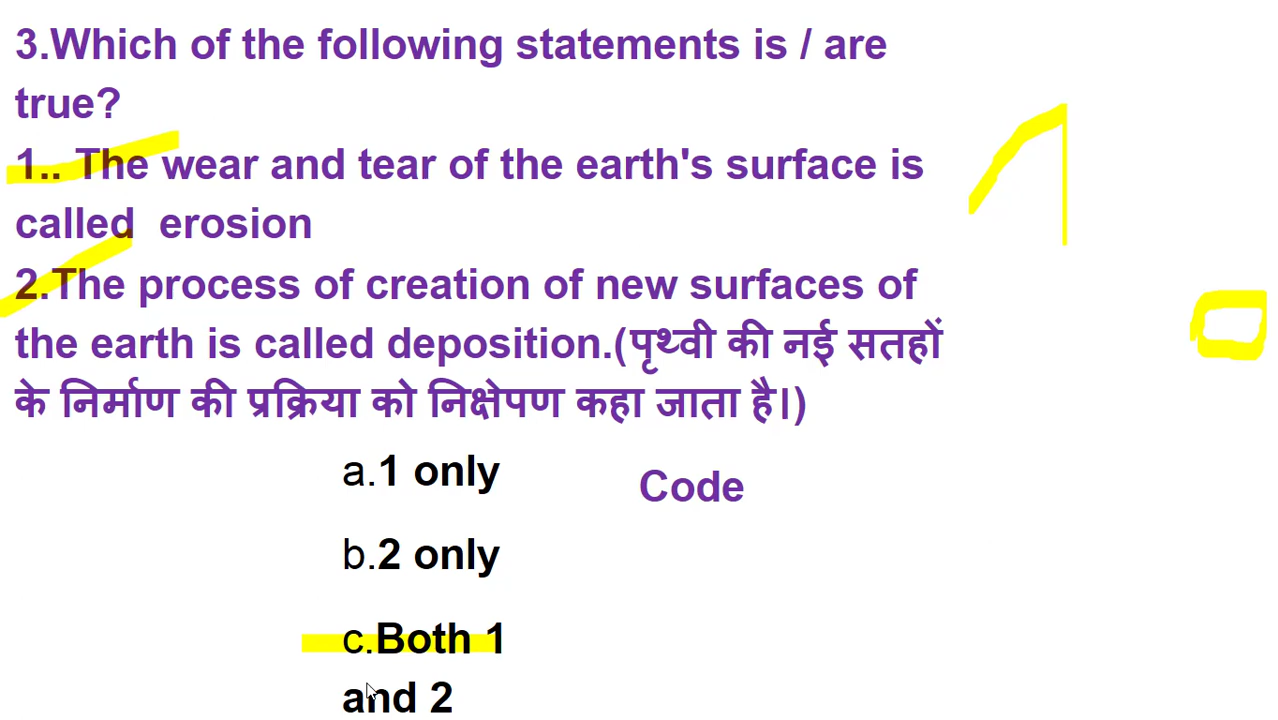 3.Which of the following statements is / are
true?
1.. The wear and tear of the earth's surface is
called  erosion
2.The process of creation of new surfaces of
the earth is called deposition.(पृथ्वी की नई सतहों
के निर्माण की प्रक्रिया को निक्षेपण कहा जाता है।)
a.1 only
Code
b.2 only
c.Both 1
and 2